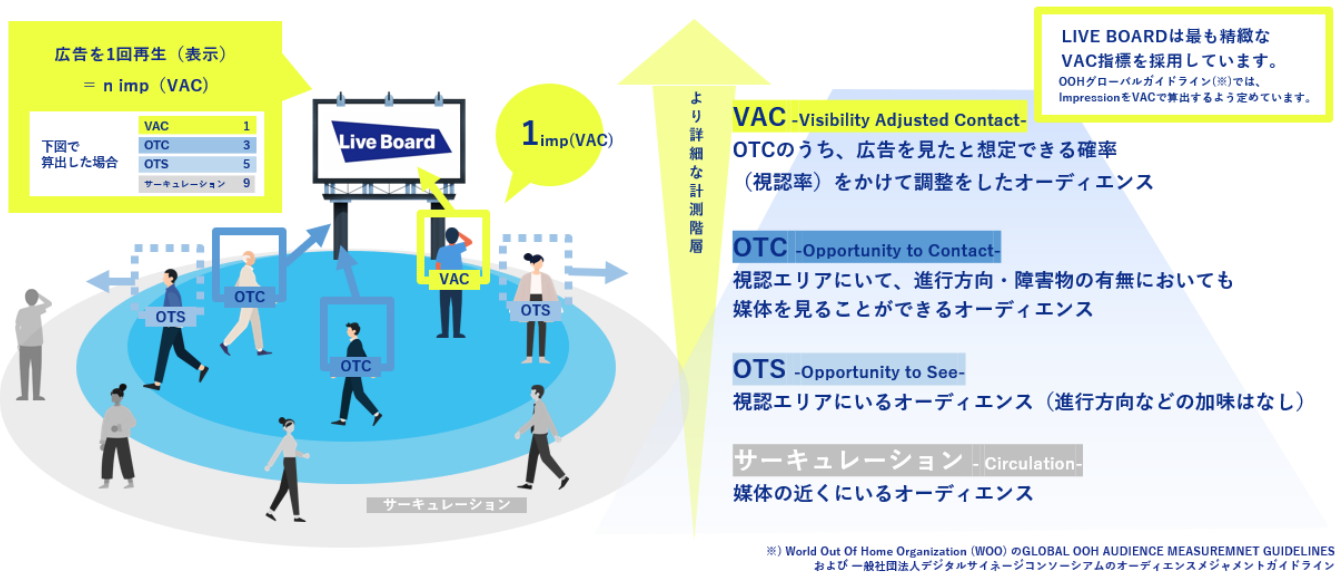 広告を1回再生（表示）
＝ n imp（VAC）
下図で
算出した場合
VAC 1
OTC 3
OTS 5
サーキュレーション 9
Live Board
1imp(VAC)
VAC
OTS
OTC
OTS
OTC
サーキュレーション
より詳細な計測階層
LIVE BOARDは最も精緻な
VAC指標を採用しています。
OOHグローバルガイドライン(※)では、
ImpressionをVACで算出するよう定めています。
VAC -Visibility Adjusted Contact-
OTCのうち、広告を見たと想定できる確率
（視認率）をかけて調整をしたオーディエンス
OTC -Opportunity to Contact-
視認エリアにいて、進行方向・障害物の有無においても
媒体を見ることができるオーディエンス
OTS -Opportunity to See-
視認エリアにいるオーディエンス（進行方向などの加味はなし）
サーキュレーション - Circulation-
媒体の近くにいるオーディエンス
※) World Out Of Home Organization (WOO) のGLOBAL OOH AUDIENCE MEASUREMNET GUIDELINES
および 一般社団法人デジタルサイネージコンソーシアムのオーディエンスメジャメントガイドライン